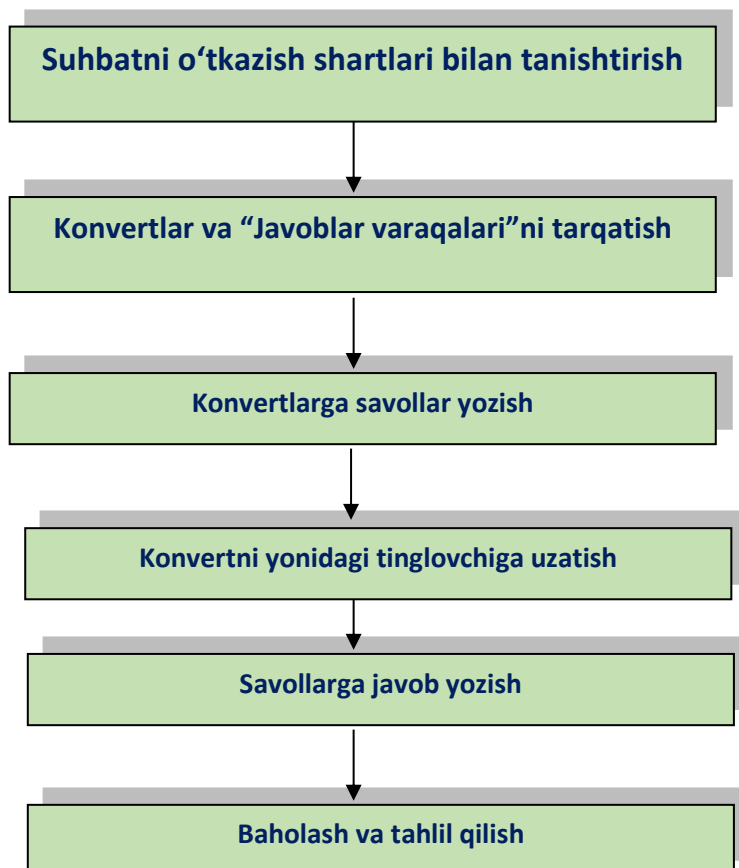 Suhbatni o‘tkazish shartlari bilan tanishtirish
Konvertlar va “Javoblar varaqalari”ni tarqatish
Konvertlarga savollar yozish
Konvertni yonidagi tinglovchiga uzatish
Savollarga javob yozish
Baholash va tahlil qilish